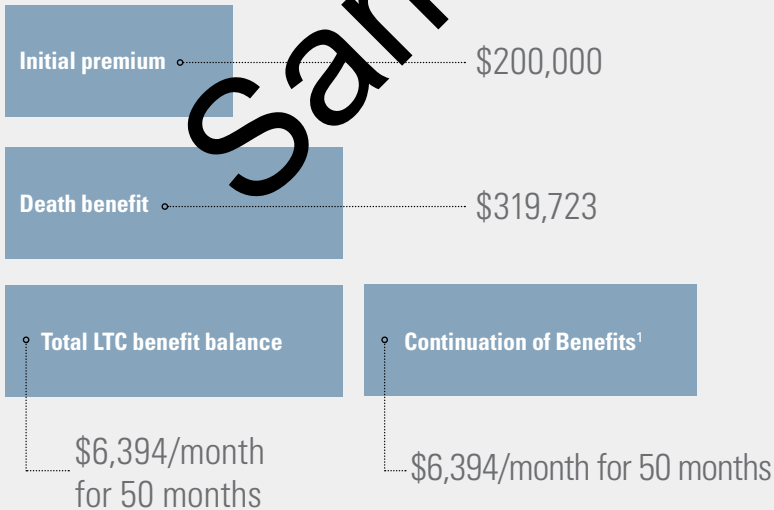 Initial premium
$200,000
Death benefit
$319,723
Total LTC benefit balance
Continuation of Benefits¹
$6,394/month
for 50 months
$6,394/month for 50 months